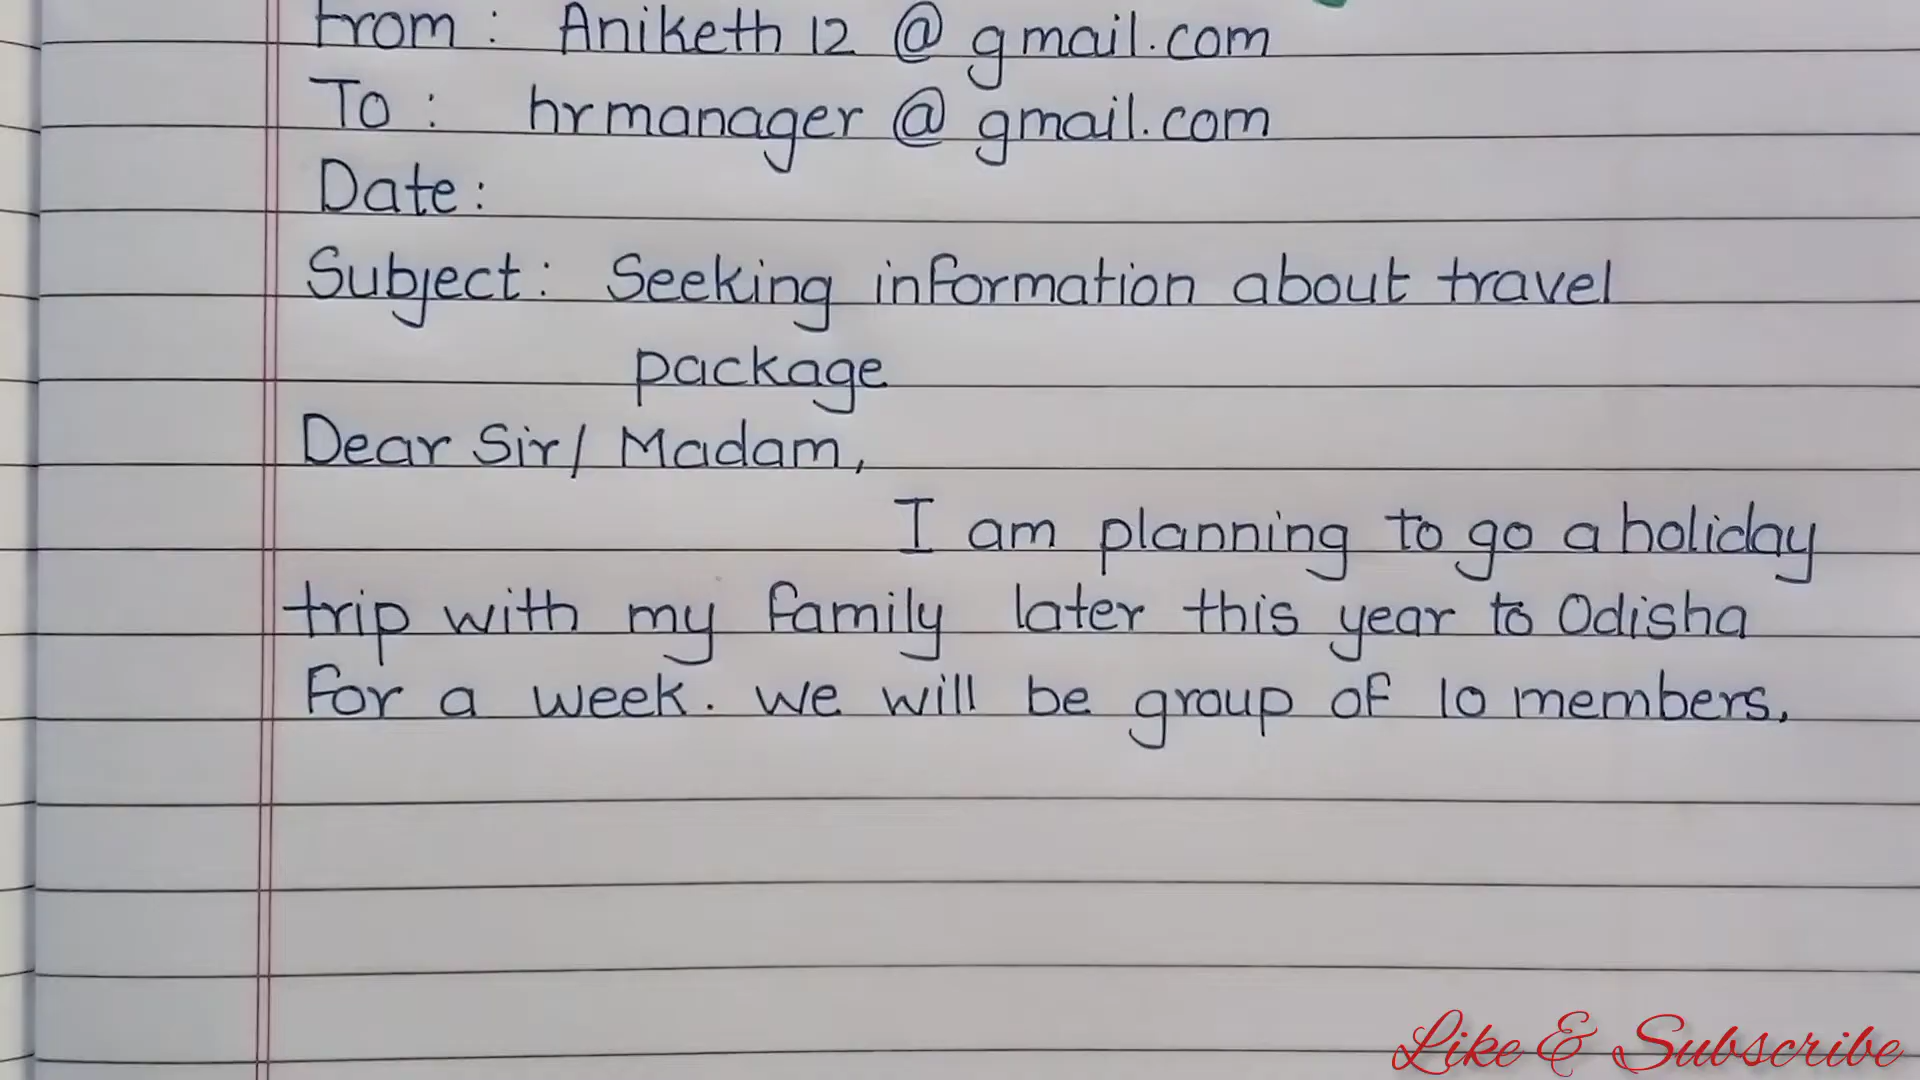 From : Aniketh 12 @ gmail.com
To : hrmanager @ gmail.com
Date :
Subject : Seeking information about travel
package
Dear Sir/ Madam,
I am planning to go a holiday
trip with my family later this year to Odisha
for a week. We will be group of 10 members.
Like & Subscribe